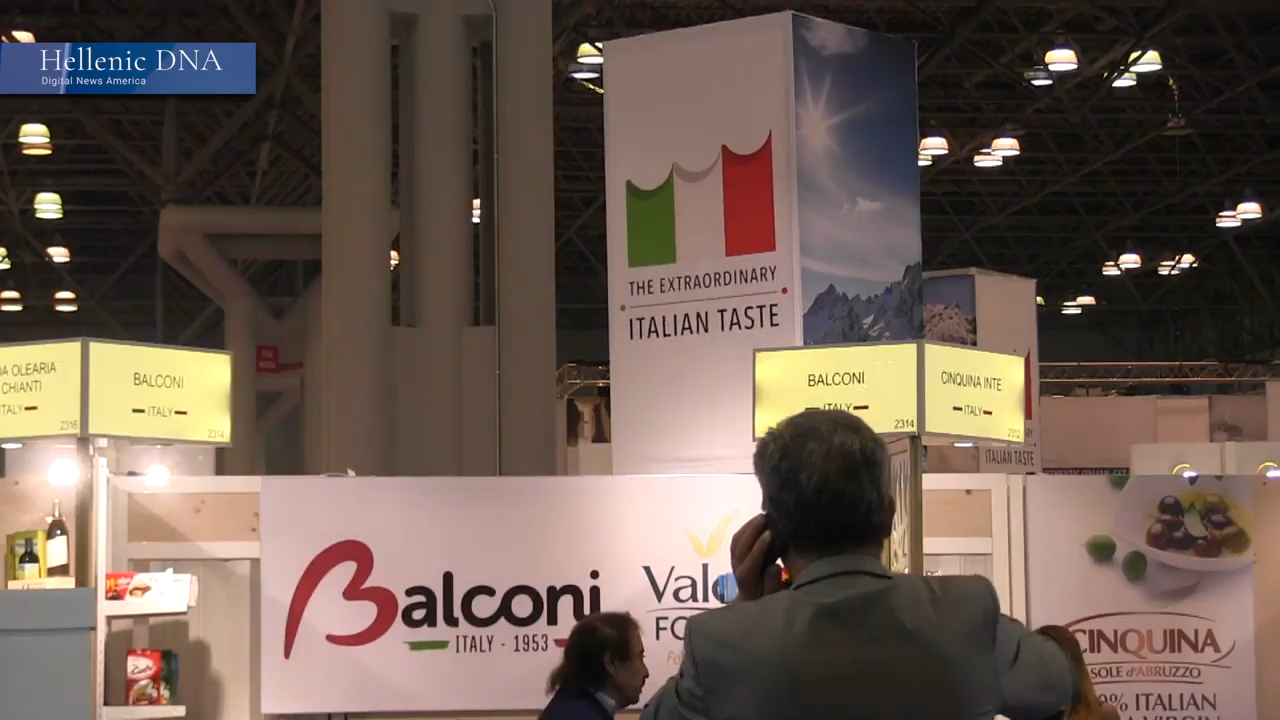 Hellenic DNA
Digital News America
THE EXTRAORDINARY
ITALIAN TASTE
OLEARIA
CHIANTI
ITALY
2316
BALCONI
ITALY
2314
BALCONI
ITALY
2314
CINQUINA INTE.
ITALY
2312
ITALIAN TASTE
Balconi
ITALY - 1953
CINQUINA
SOLE d'ABRUZZO
ITALIAN